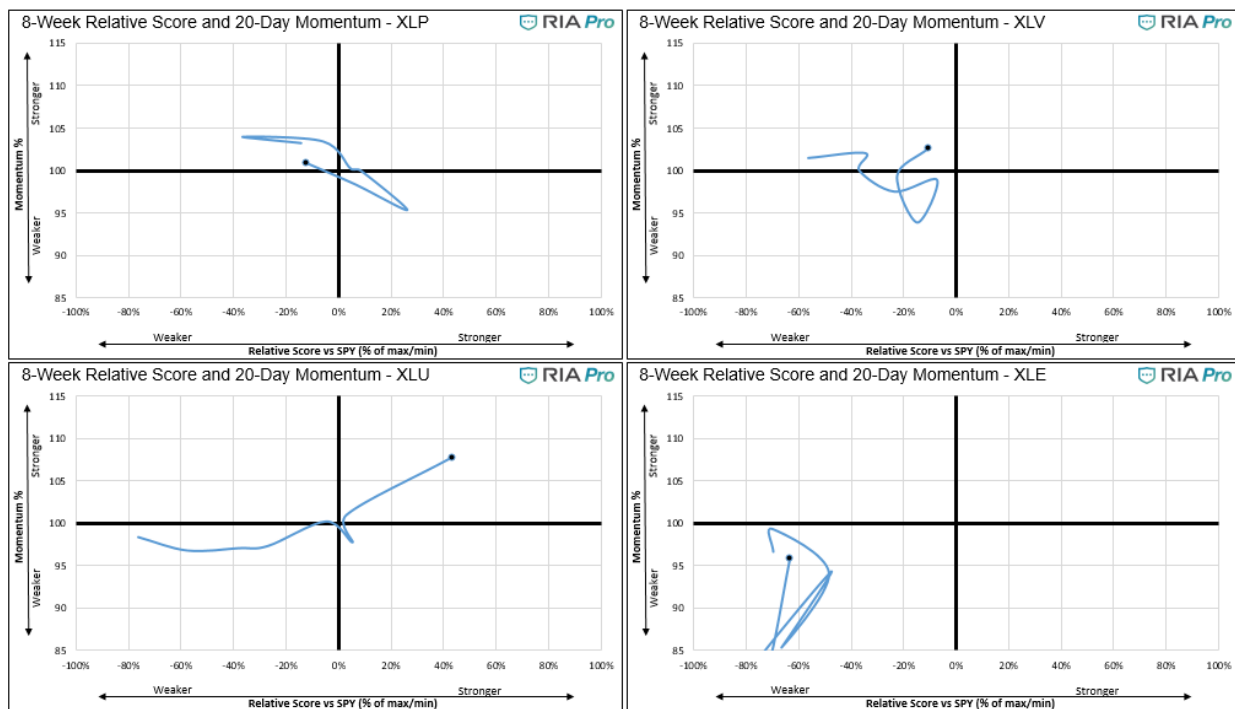 8-Week Relative Score and 20-Day Momentum - XLP
RIA Pro
115
110
105
100
95
90
85
Stronger
Momentum %
Weaker
-100% -80% -60% -40% -20% 0% 20% 40% 60% 80% 100%
Weaker Stronger
Relative Score vs SPY (% of max/min)
8-Week Relative Score and 20-Day Momentum - XLV
RIA Pro
115
110
105
100
95
90
85
Stronger
Momentum %
Weaker
-100% -80% -60% -40% -20% 0% 20% 40% 60% 80% 100%
Weaker Stronger
Relative Score vs SPY (% of max/min)
8-Week Relative Score and 20-Day Momentum - XLU
RIA Pro
115
110
105
100
95
90
85
Stronger
Momentum %
Weaker
-100% -80% -60% -40% -20% 0% 20% 40% 60% 80% 100%
Weaker Stronger
Relative Score vs SPY (% of max/min)
8-Week Relative Score and 20-Day Momentum - XLE
RIA Pro
115
110
105
100
95
90
85
Stronger
Momentum %
Weaker
-100% -80% -60% -40% -20% 0% 20% 40% 60% 80% 100%
Weaker Stronger
Relative Score vs SPY (% of max/min)